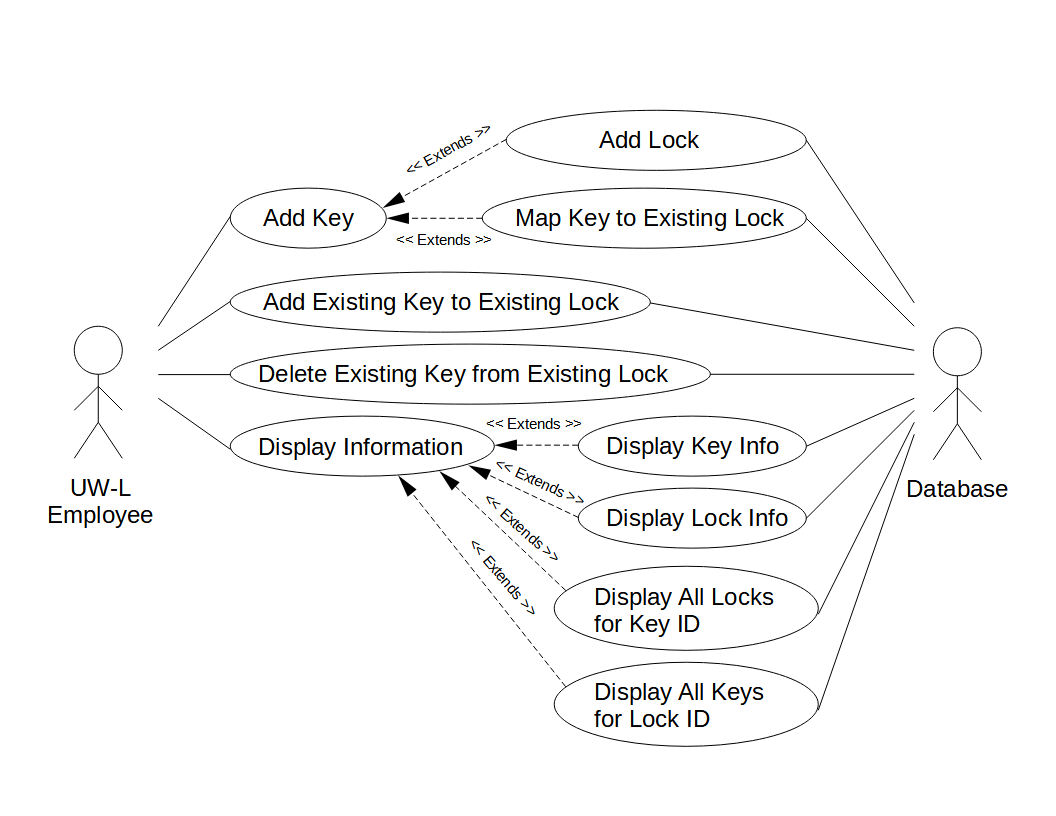 Add Lock
<< Extends >>
Add Key
Map Key to Existing Lock
<< Extends >>
Add Existing Key to Existing Lock
Delete Existing Key from Existing Lock
<< Extends >>
Display Information
Display Key Info
<< Extends >>
UW-L
Employee
Database
Display Lock Info
<< Extends >>
<< Extends >>
Display All Locks
for Key ID
Display All Keys
for Lock ID